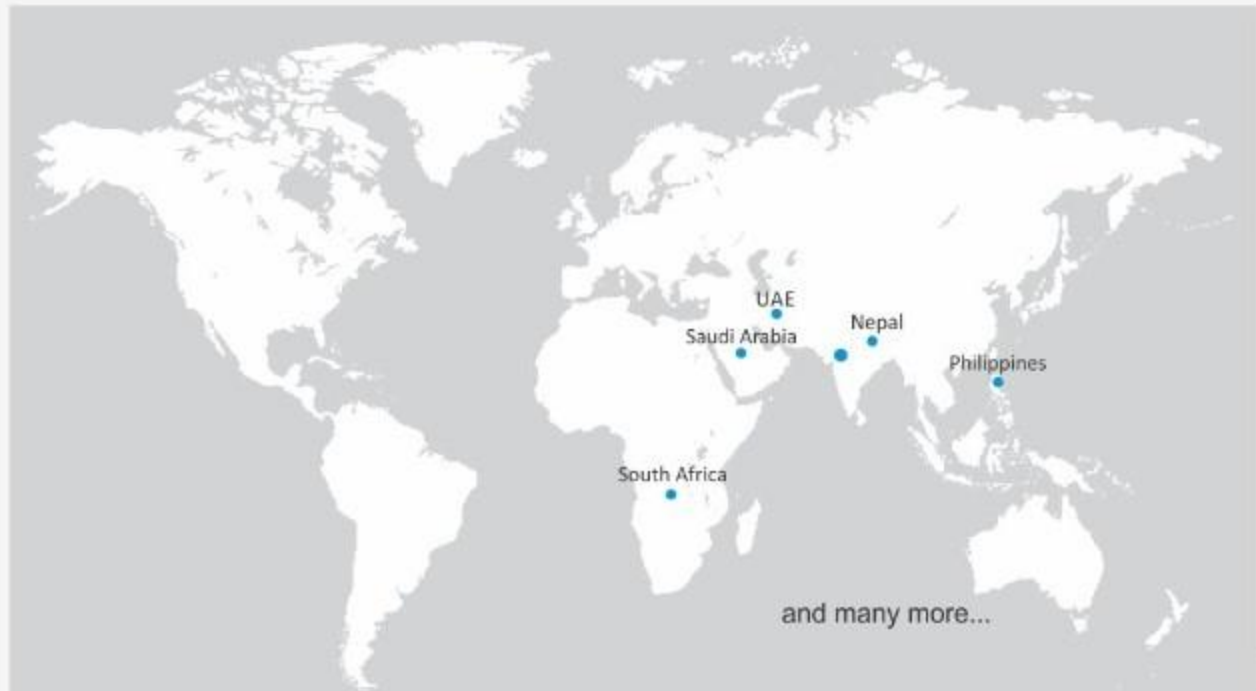 UAE
Nepal
Saudi Arabia
Philippines
South Africa
and many more...